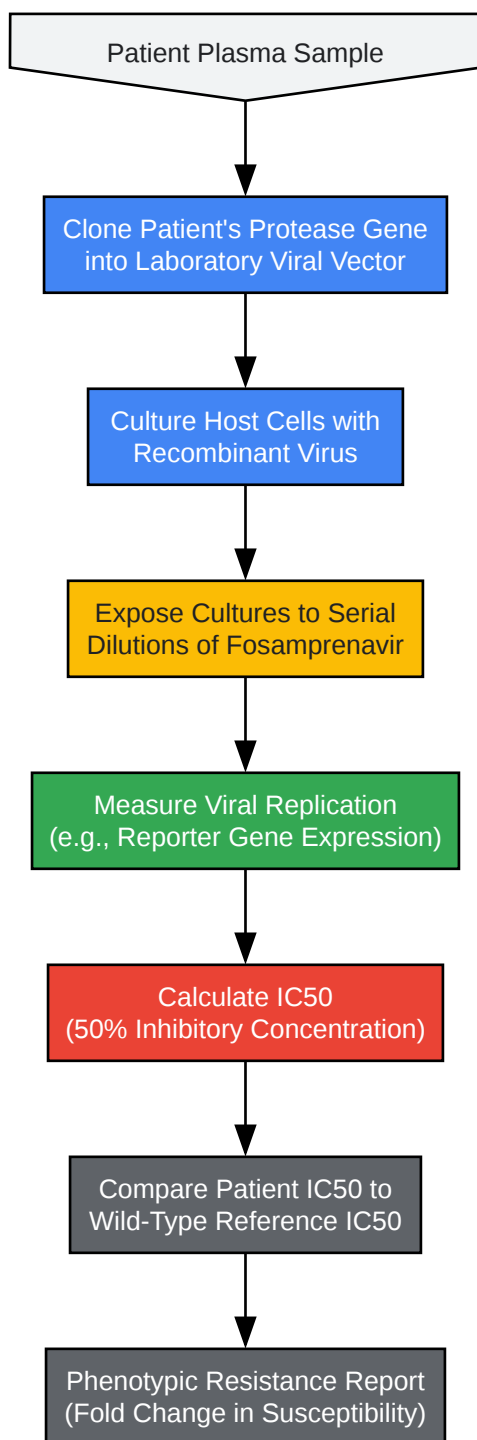 Patient Plasma Sample
Clone Patient's Protease Gene
into Laboratory Viral Vector
Culture Host Cells with
Recombinant Virus
Expose Cultures to Serial
Dilutions of Fosamprenavir
Measure Viral Replication
(e.g., Reporter Gene Expression)
Calculate IC50
(50% Inhibitory Concentration)
Compare Patient IC50 to
Wild-Type Reference IC50
Phenotypic Resistance Report
(Fold Change in Susceptibility)